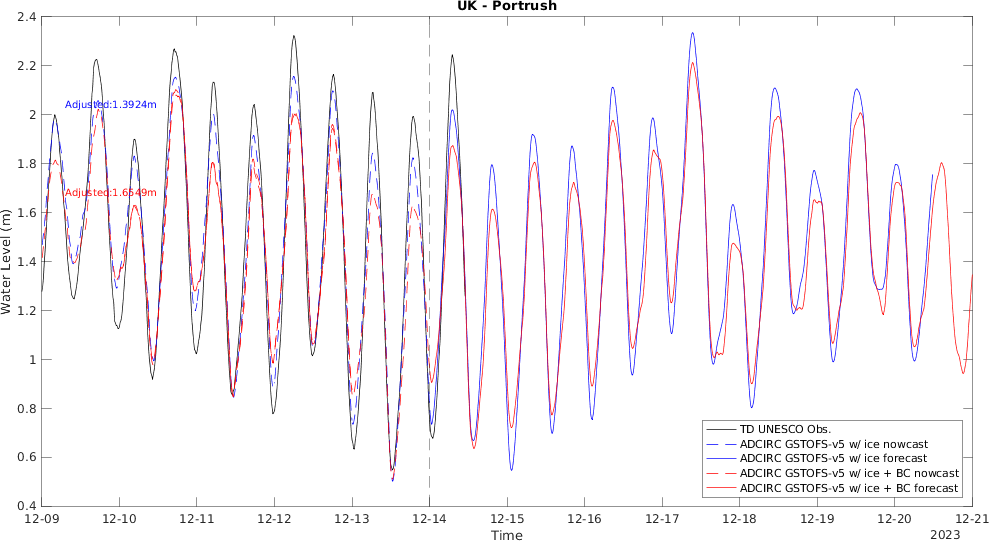 UK - Portrush
2.4
2.2
2
1.8
1.6
1.4
1.2
1
0.8
0.6
0.4
Water Level (m)
Adjusted:1.3924m
Adjusted:1.6549m
TD UNESCO Obs.
ADCIRC GSTOFS-v5 w/ ice nowcast
ADCIRC GSTOFS-v5 w/ ice forecast
ADCIRC GSTOFS-v5 w/ ice + BC nowcast
ADCIRC GSTOFS-v5 w/ ice + BC forecast
12-09 12-10 12-11 12-12 12-13 12-14 12-15 12-16 12-17 12-18 12-19 12-20 12-21
Time
2023